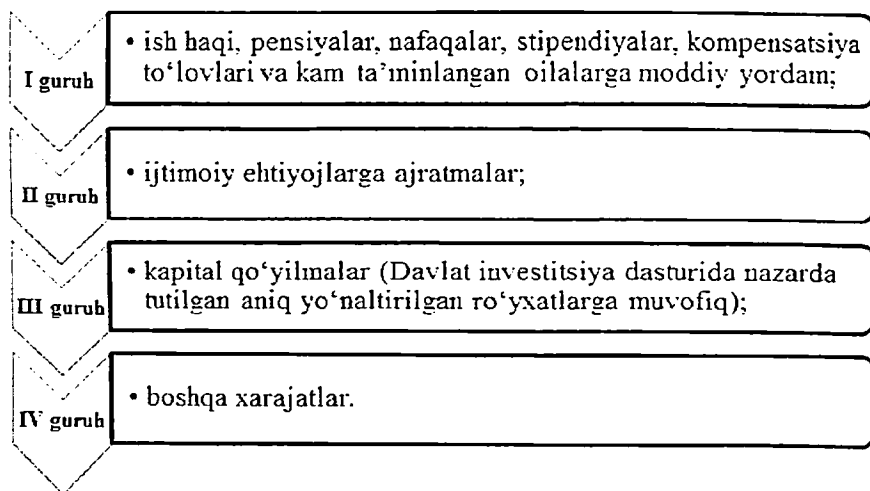 I guruh
• ish haqi, pensiyalar, nafaqalar, stipendiyalar, kompensatsiya
to‘lovlari va kam ta’minlangan oilalarga moddiy yordam;
II guruh
• ijtimoiy ehtiyojlarga ajratmalar;
III guruh
• kapital qo‘yilmalar (Davlat investitsiya dasturida nazarda
tutilgan aniq yo‘naltirilgan ro‘yxatlarga muvofiq);
IV guruh
• boshqa xarajatlar.